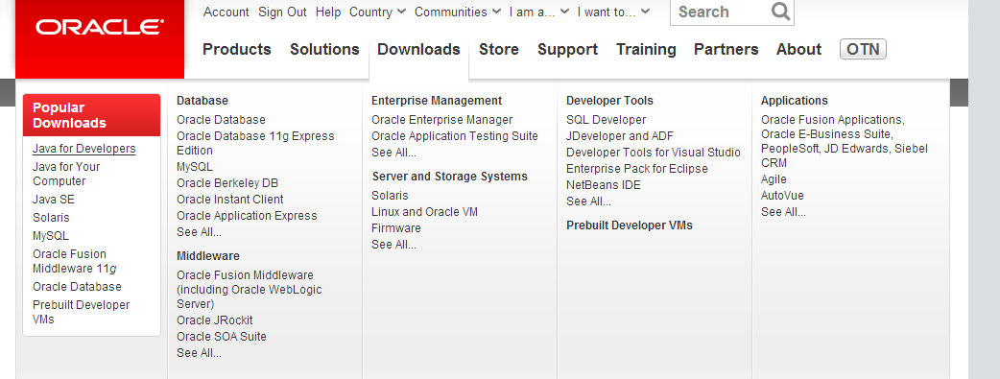 ORACLE
Account Sign Out Help Country Communities I am a... I want to... Search
Products Solutions Downloads Store Support Training Partners About OTN
Popular
Downloads
Java for Developers
Java for Your
Computer
Java SE
Solaris
MySQL
Oracle Fusion
Middleware 11g
Oracle Database
Prebuilt Developer
VMs
Database
Oracle Database
Oracle Database 11g Express
Edition
MySQL
Oracle Berkeley DB
Oracle Instant Client
Oracle Application Express
See All...
Middleware
Oracle Fusion Middleware
(including Oracle WebLogic
Server)
Oracle JRockit
Oracle SOA Suite
See All...
Enterprise Management
Oracle Enterprise Manager
Oracle Application Testing Suite
See All...
Server and Storage Systems
Solaris
Linux and Oracle VM
Firmware
See All...
Developer Tools
SQL Developer
JDeveloper and ADF
Developer Tools for Visual Studio
Enterprise Pack for Eclipse
NetBeans IDE
See All...
Prebuilt Developer VMs
Applications
Oracle Fusion Applications,
Oracle E-Business Suite,
PeopleSoft, JD Edwards, Siebel
CRM
Agile
AutoVue
See All...